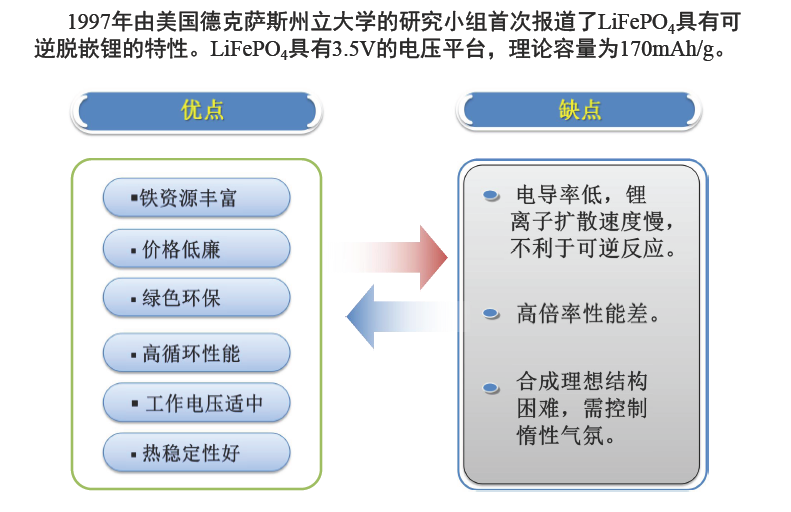 1997年由美国德克萨斯州立大学的研究小组首次报道了LiFePO₄具有可
逆脱嵌锂的特性。LiFePO₄具有3.5V的电压平台，理论容量为170mAh/g。
优点
▪铁资源丰富
▪价格低廉
▪绿色环保
▪高循环性能
▪工作电压适中
▪热稳定性好
缺点
电导率低，锂
离子扩散速度慢，
不利于可逆反应。
高倍率性能差。
合成理想结构
困难，需控制
惰性气氛。